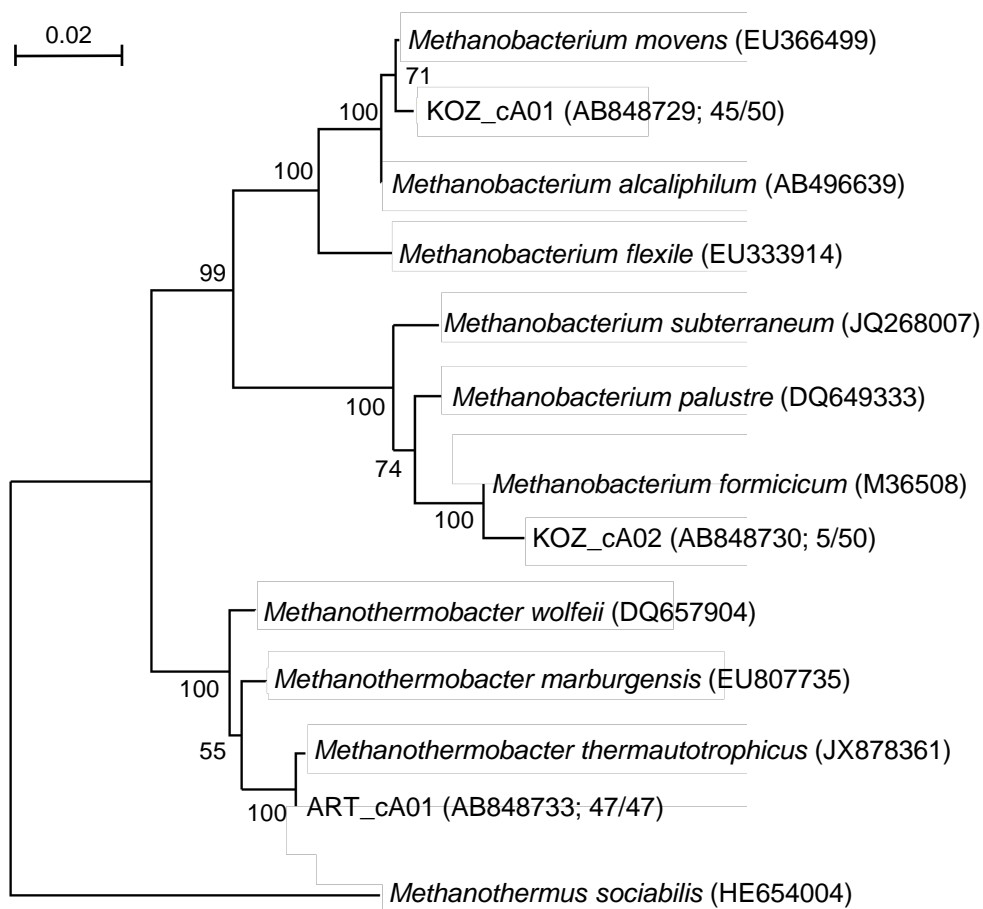 0.02
Methanobacterium movens (EU366499)
71
KOZ_cA01 (AB848729; 45/50)
100
Methanobacterium alcaliphilum (AB496639)
100
Methanobacterium flexile (EU333914)
99
Methanobacterium subterraneum (JQ268007)
Methanobacterium palustre (DQ649333)
100
74
Methanobacterium formicicum (M36508)
100
KOZ_cA02 (AB848730; 5/50)
Methanothermobacter wolfeii (DQ657904)
Methanothermobacter marburgensis (EU807735)
100
55
Methanothermobacter thermautotrophicus (JX878361)
100
ART_cA01 (AB848733; 47/47)
Methanothermus sociabilis (HE654004)